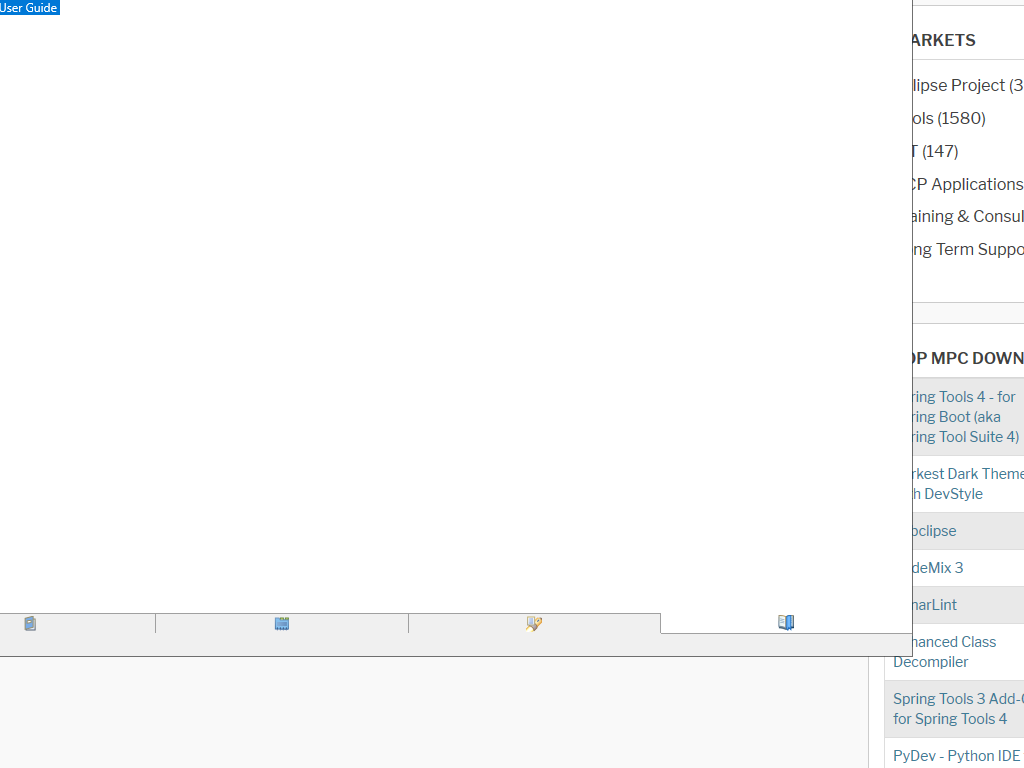 User Guide
ARKETS
lipse Project (3
ols (1580)
T (147)
CP Applications
aining & Consul
ng Term Suppo
OP MPC DOWN
ring Tools 4 - for
ring Boot (aka
ring Tool Suite 4)
rkest Dark Theme
h DevStyle
oclipse
deMix 3
narLint
hanced Class
Decompiler
Spring Tools 3 Add-O
for Spring Tools 4
PyDev - Python IDE